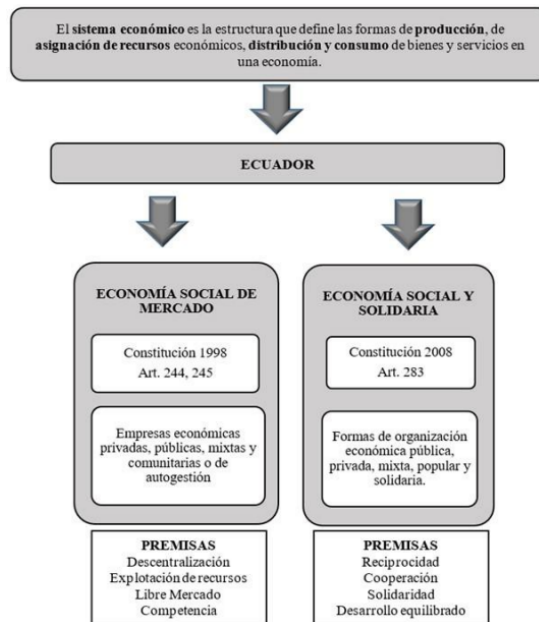 El sistema económico es la estructura que define las formas de producción, de
asignación de recursos económicos, distribución y consumo de bienes y servicios en
una economía.
ECUADOR
ECONOMÍA SOCIAL DE
MERCADO
Constitución 1998
Art. 244, 245
Empresas económicas
privadas, públicas, mixtas y
comunitarias o de
autogestión
PREMISAS
Descentralización
Explotación de recursos
Libre Mercado
Competencia
ECONOMÍA SOCIAL Y
SOLIDARIA
Constitución 2008
Art. 283
Formas de organización
económica pública,
privada, mixta, popular y
solidaria.
PREMISAS
Reciprocidad
Cooperación
Solidaridad
Desarrollo equilibrado